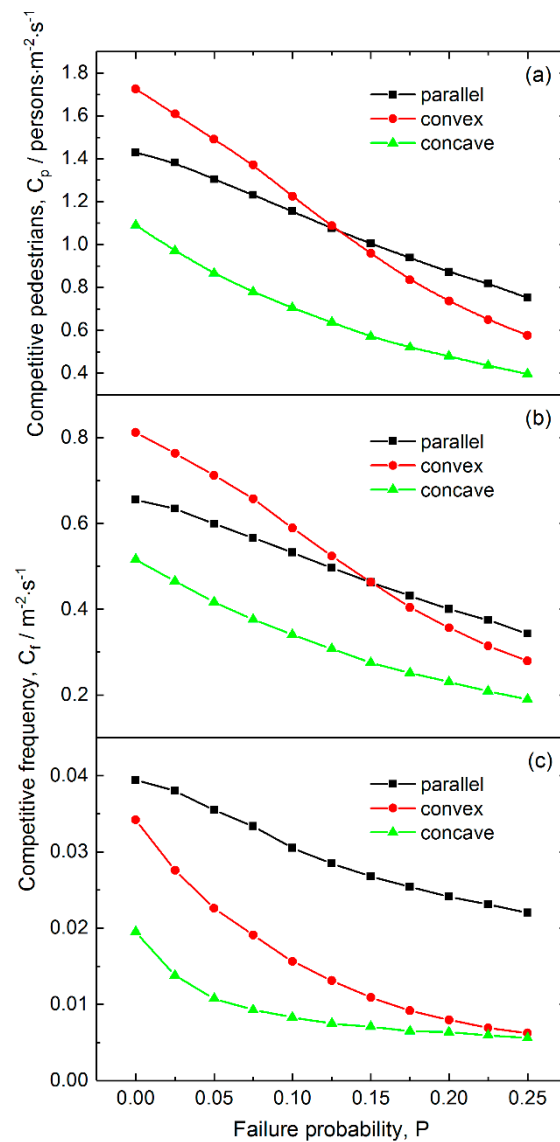 (a)
parallel
convex
concave
1.8
1.6
1.4
1.2
1.0
0.8
0.6
0.4
Competitive pedestrians, Cp / persons·m-2·s-1
(b)
parallel
convex
concave
0.8
0.6
0.4
0.2
Competitive frequency, Cf / m-2·s-1
(c)
parallel
convex
concave
0.04
0.03
0.02
0.01
0.00
0.00 0.05 0.10 0.15 0.20 0.25
Failure probability, P